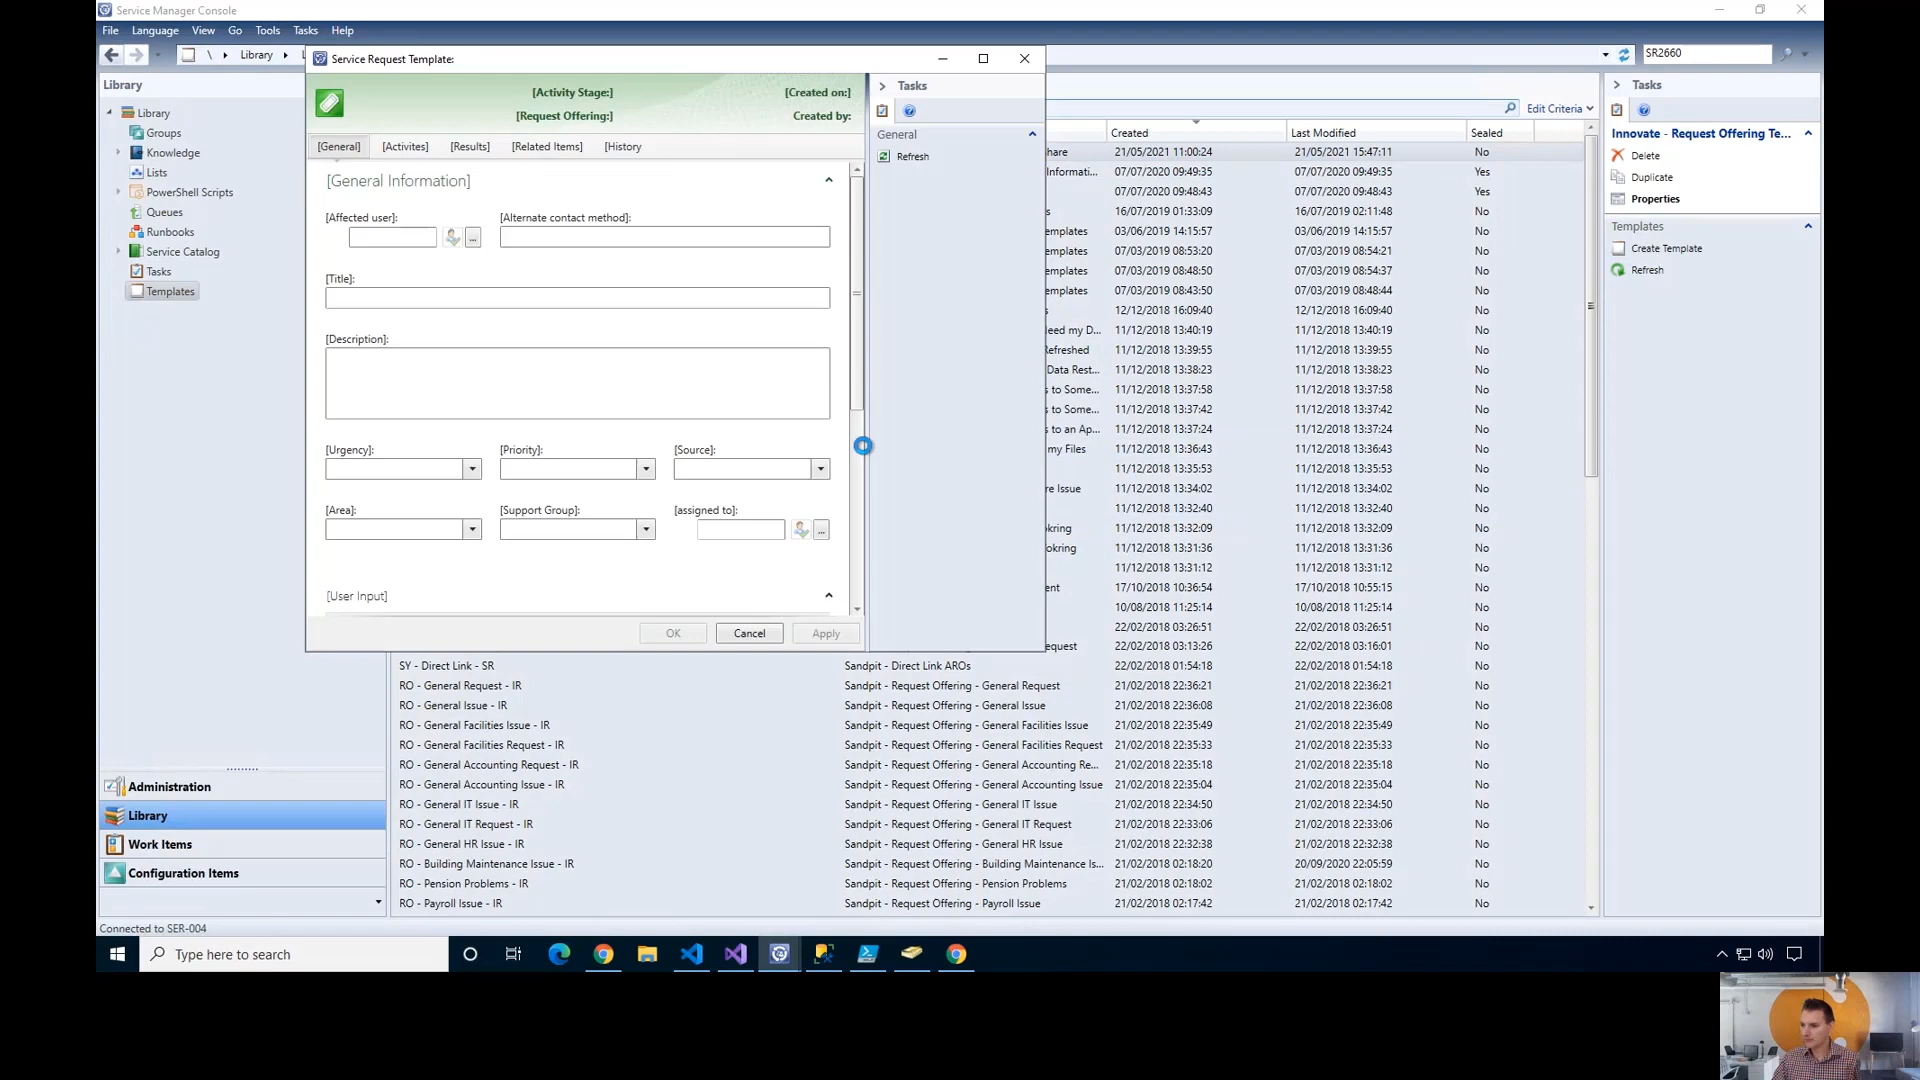 Service Manager Console
File Language View Go Tools Tasks Help
\ Library
SR2660
Library
Library
Groups
Knowledge
Lists
PowerShell Scripts
Queues
Runbooks
Service Catalog
Tasks
Templates
Administration
Library
Work Items
Configuration Items
Connected to SER-004
Service Request Template:
[Activity Stage:] [Created on:]
[Request Offering:] Created by:
[General] [Activites] [Results] [Related Items] [History
[General Information]
[Affected user]: [Alternate contact method]:
...
[Title]:
[Description]:
[Urgency]: [Priority]: [Source]:
[Area]: [Support Group]: [assigned to]:
...
[User Input]
OK Cancel Apply
Tasks
General
Refresh
Edit Criteria
Created Last Modified Sealed
hare 21/05/2021 11:00:24 21/05/2021 15:47:11 No
Informati... 07/07/2020 09:49:35 07/07/2020 09:49:35 Yes
07/07/2020 09:48:43 07/07/2020 09:48:43 Yes
s 16/07/2019 01:33:09 16/07/2019 02:11:48 No
emplates 03/06/2019 14:15:57 03/06/2019 14:15:57 No
emplates 07/03/2019 08:53:20 07/03/2019 08:54:21 No
emplates 07/03/2019 08:48:50 07/03/2019 08:54:37 No
emplates 07/03/2019 08:43:50 07/03/2019 08:48:44 No
s 12/12/2018 16:09:40 12/12/2018 16:09:40 No
eed my D... 11/12/2018 13:40:19 11/12/2018 13:40:19 No
Refreshed 11/12/2018 13:39:55 11/12/2018 13:39:55 No
Data Rest... 11/12/2018 13:38:23 11/12/2018 13:38:23 No
s to Some... 11/12/2018 13:37:58 11/12/2018 13:37:58 No
s to Some... 11/12/2018 13:37:42 11/12/2018 13:37:42 No
s to an Ap... 11/12/2018 13:37:24 11/12/2018 13:37:24 No
my Files 11/12/2018 13:36:43 11/12/2018 13:36:43 No
11/12/2018 13:35:53 11/12/2018 13:35:53 No
re Issue 11/12/2018 13:34:02 11/12/2018 13:34:02 No
11/12/2018 13:32:40 11/12/2018 13:32:40 No
okring 11/12/2018 13:32:09 11/12/2018 13:32:09 No
okring 11/12/2018 13:31:36 11/12/2018 13:31:36 No
11/12/2018 13:31:12 11/12/2018 13:31:12 No
ent 17/10/2018 10:36:54 17/10/2018 10:55:15 No
10/08/2018 11:25:14 10/08/2018 11:25:14 No
22/02/2018 03:26:51 22/02/2018 03:26:51 No
equest 22/02/2018 03:13:26 22/02/2018 03:16:01 No
SY - Direct Link - SR Sandpit - Direct Link AROs 22/02/2018 01:54:18 22/02/2018 01:54:18 No
RO - General Request - IR Sandpit - Request Offering - General Request 21/02/2018 22:36:21 21/02/2018 22:36:21 No
RO - General Issue - IR Sandpit - Request Offering - General Issue 21/02/2018 22:36:08 21/02/2018 22:36:08 No
RO - General Facilities Issue - IR Sandpit - Request Offering - General Facilities Issue 21/02/2018 22:35:49 21/02/2018 22:35:49 No
RO - General Facilities Request - IR Sandpit - Request Offering - General Facilities Request 21/02/2018 22:35:33 21/02/2018 22:35:33 No
RO - General Accounting Request - IR Sandpit - Request Offering - General Accounting Re... 21/02/2018 22:35:18 21/02/2018 22:35:18 No
RO - General Accounting Issue - IR Sandpit - Request Offering - General Accounting Issue 21/02/2018 22:35:04 21/02/2018 22:35:04 No
RO - General IT Issue - IR Sandpit - Request Offering - General IT Issue 21/02/2018 22:34:50 21/02/2018 22:34:50 No
RO - General IT Request - IR Sandpit - Request Offering - General IT Request 21/02/2018 22:33:06 21/02/2018 22:33:06 No
RO - General HR Issue - IR Sandpit - Request Offering - General HR Issue 21/02/2018 22:32:38 21/02/2018 22:32:38 No
RO - Building Maintenance Issue - IR Sandpit - Request Offering - Building Maintenance Is... 21/02/2018 02:18:20 20/09/2020 22:05:59 No
RO - Pension Problems - IR Sandpit - Request Offering - Pension Problems 21/02/2018 02:18:02 21/02/2018 02:18:02 No
RO - Payroll Issue - IR Sandpit - Request Offering - Payroll Issue 21/02/2018 02:17:42 21/02/2018 02:17:42 No
Tasks
Innovate - Request Offering Te...
Delete
Duplicate
Properties
Templates
Create Template
Refresh
Type here to search